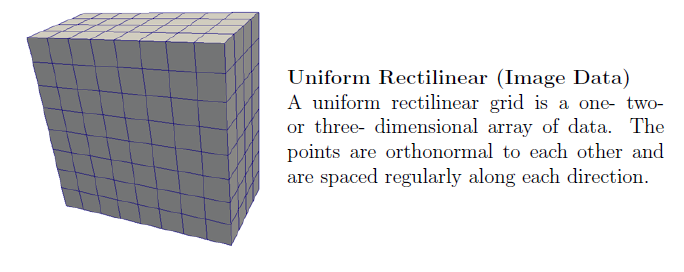 Uniform Rectilinear (Image Data)
A uniform rectilinear grid is a one- two-
or three- dimensional array of data. The
points are orthonormal to each other and
are spaced regularly along each direction.